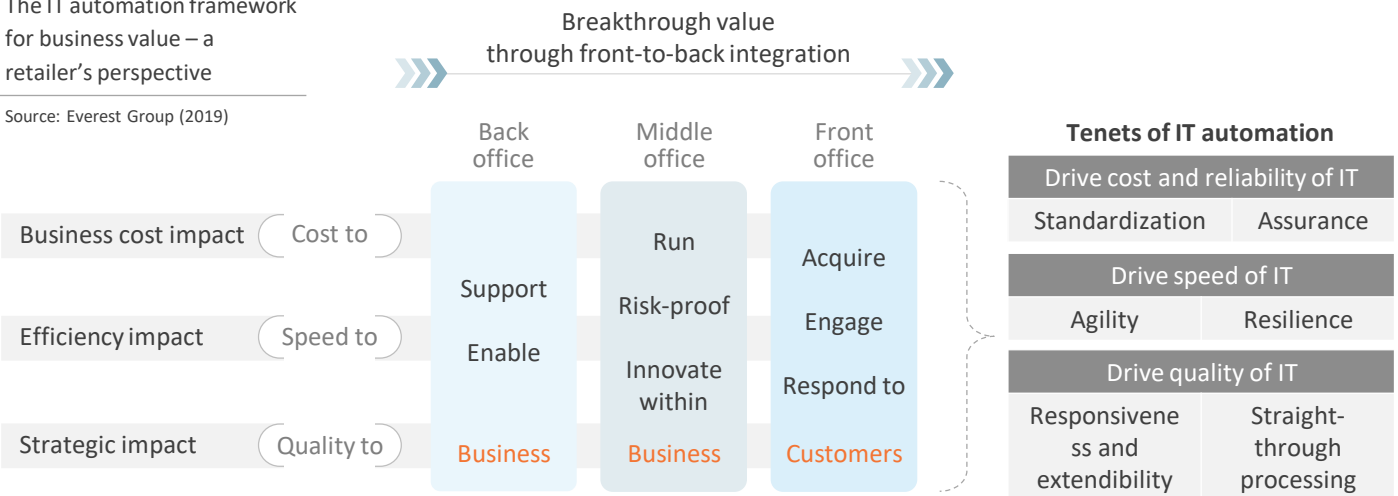 The IT automation framework
for business value – a
retailer's perspective
Source: Everest Group (2019)
Breakthrough value
through front-to-back integration
Back
office
Middle
office
Front
office
Business cost impact
Cost to
Efficiency impact
Speed to
Strategic impact
Quality to
Support
Enable
Business
Run
Risk-proof
Innovate
within
Business
Acquire
Engage
Respond to
Customers
Tenets of IT automation
Drive cost and reliability of IT
Standardization
Assurance
Drive speed of IT
Agility
Resilience
Drive quality of IT
Responsivene
ss and
extendibility
Straight-
through
processing